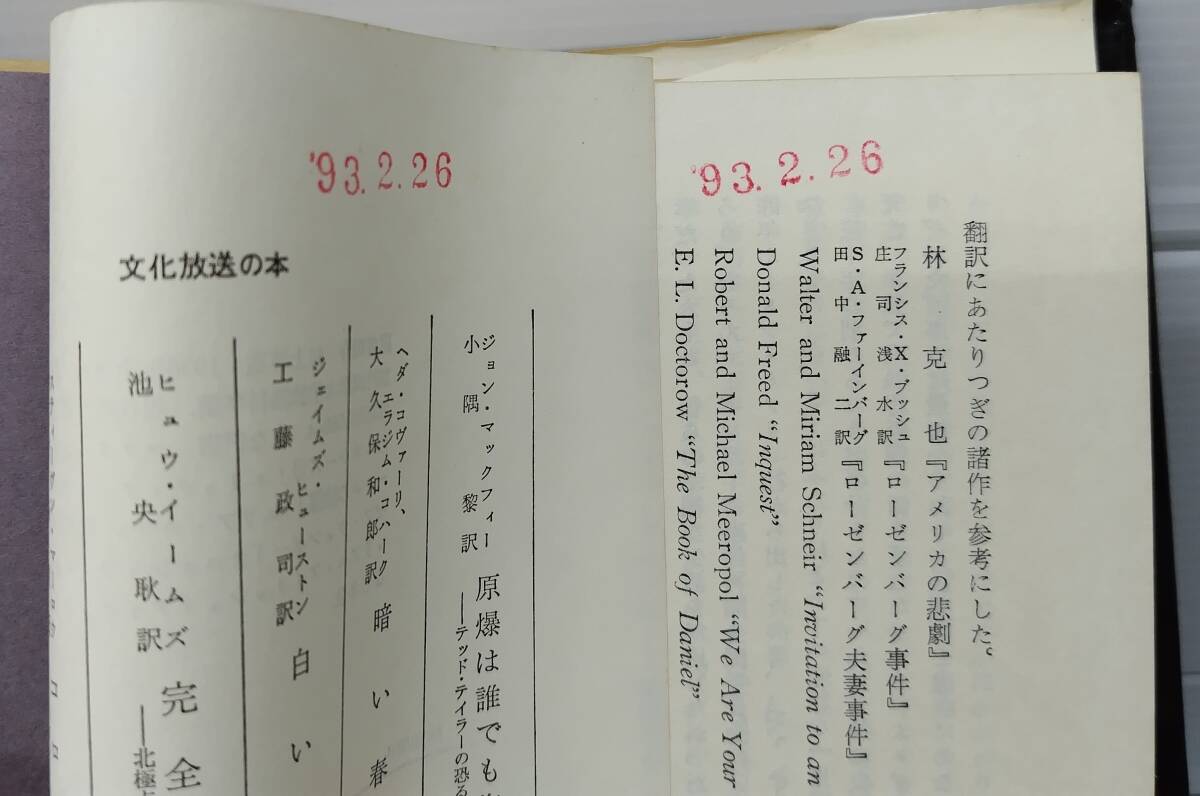 '93.2.26
翻訳にあたりつぎの諸作を参考にした。
林克也『アメリカの悲劇』
フランシス・X・ブッシュ
庄司浅水訳『ローゼンバーグ事件』
S・A・ファーインバーグ
田中融二訳『ローゼンバーグ夫妻事件』
Walter and Miriam Schneir "Invitation to an
Donald Freed "Inquest"
Robert and Michael Meeropol "We Are Your
E. L. Doctorow "The Book of Daniel"
'93.2.26
文化放送の本
ジョン・マックフィー
小隅黎訳
原爆は誰でも
——テッド・テイラーの恐る
ヘダ・コヴァーリ、
エラジム・コハーク
大久保和郎訳
暗い春
ジェイムズ・
ヒューストン
工藤政司訳
白い
ヒュウ・イームズ
池央耿訳
完全
——北極点